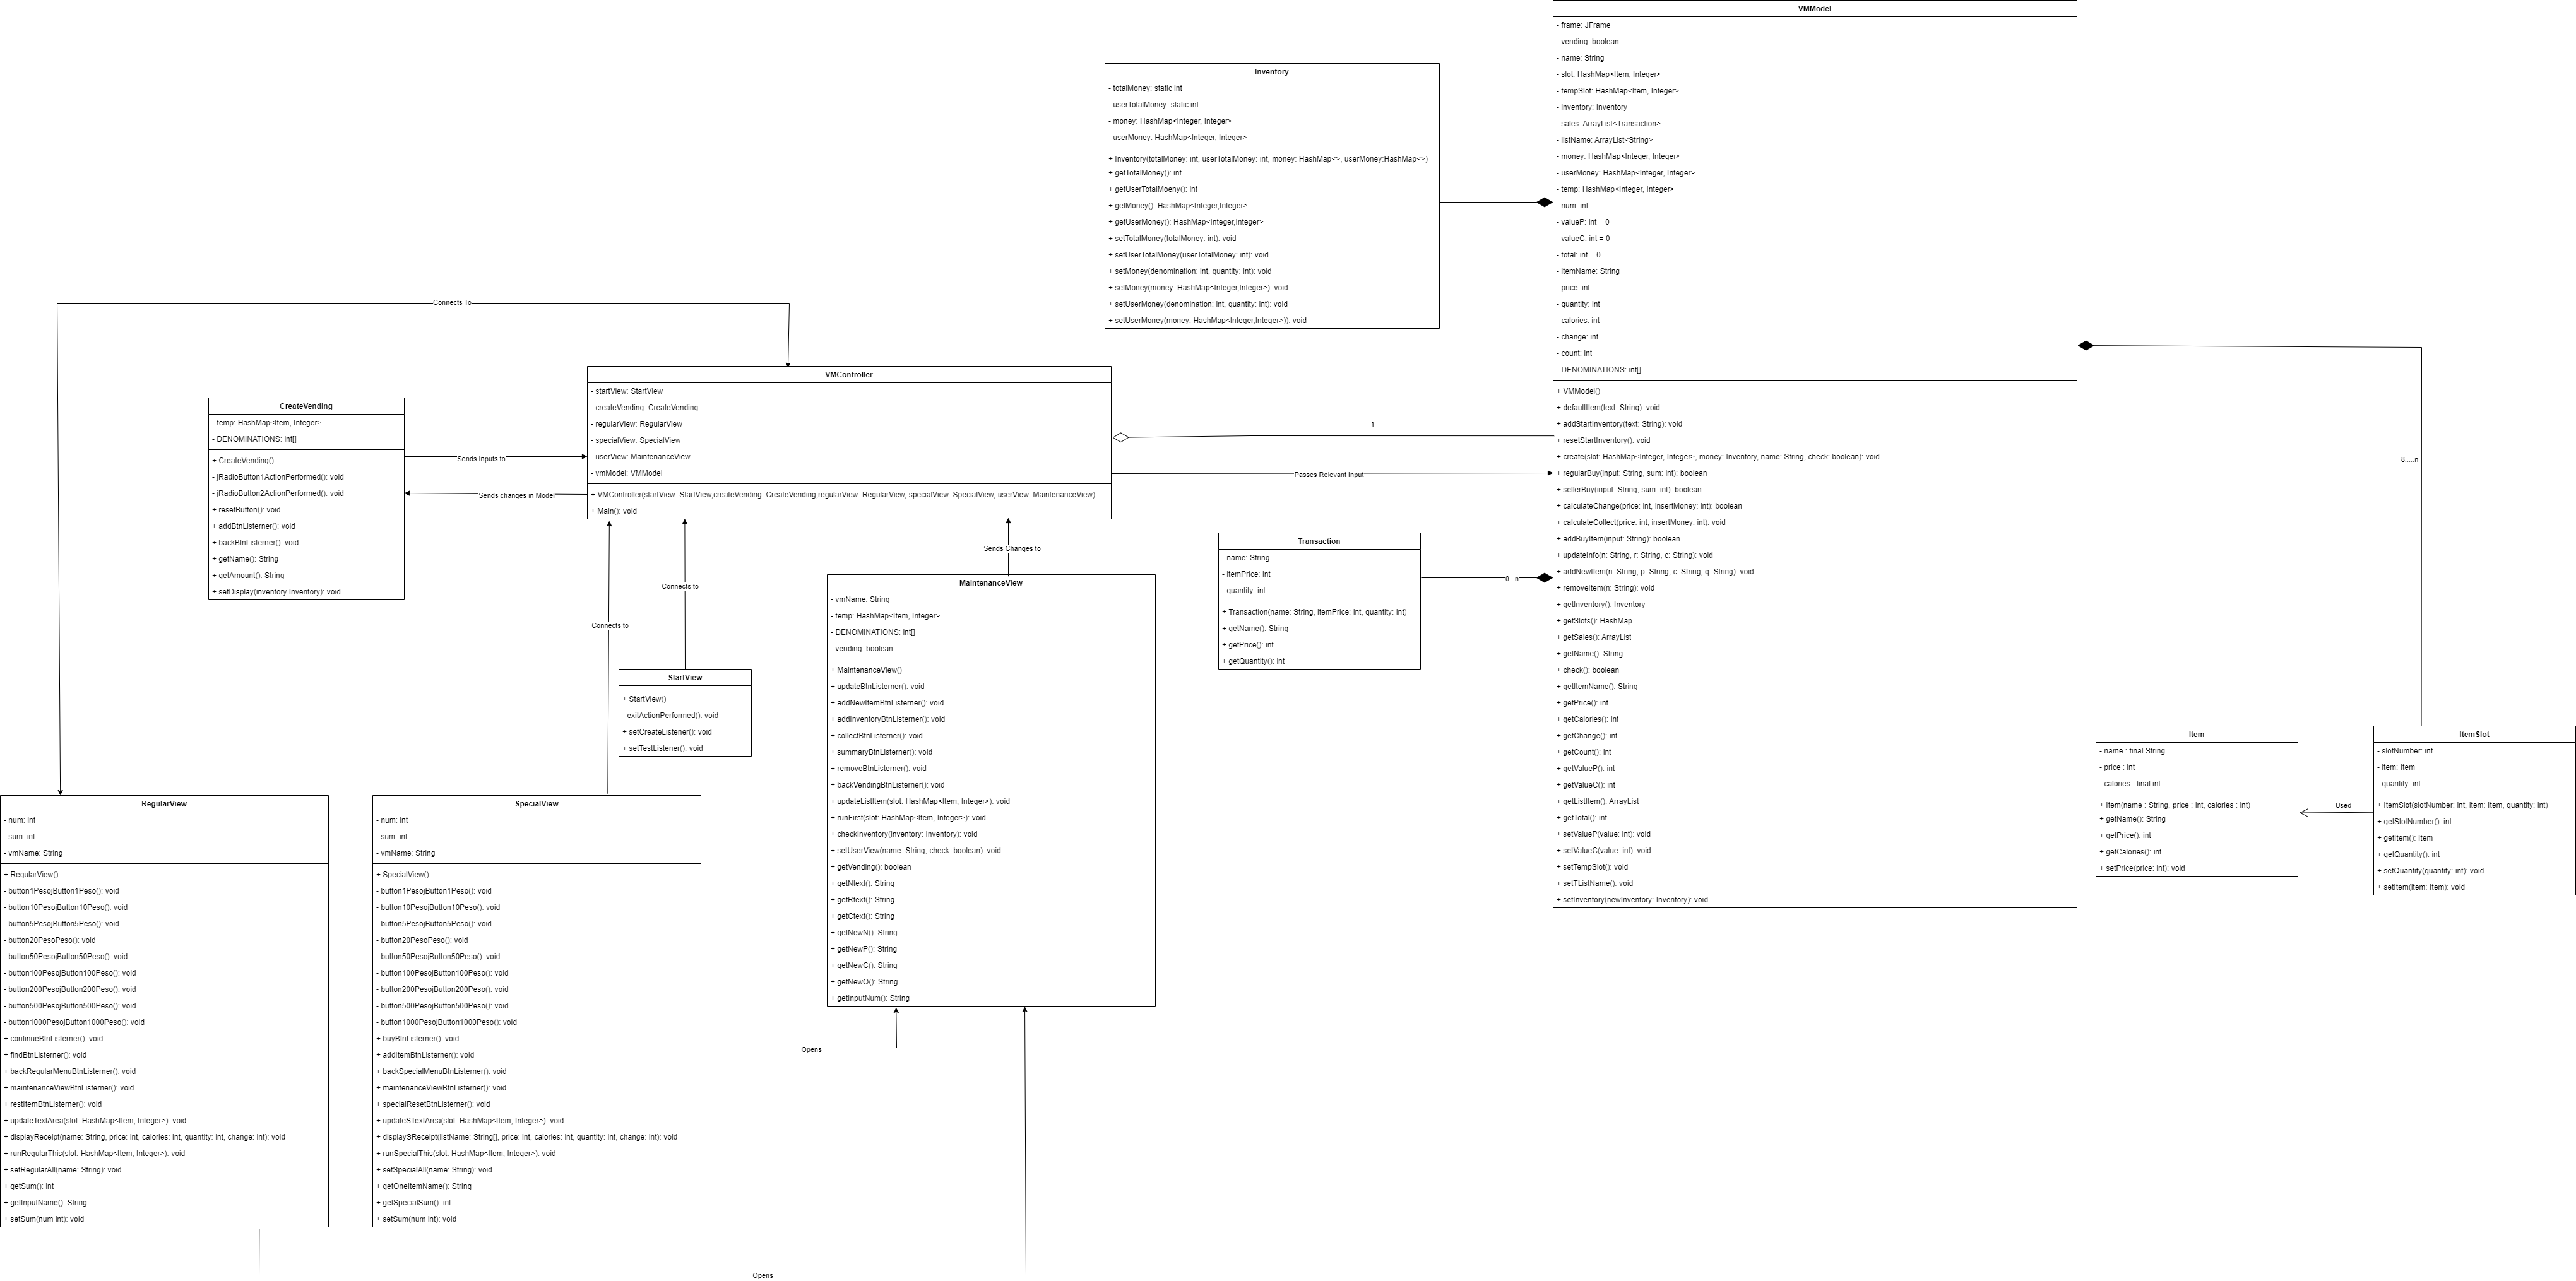 VMModel
- frame: JFrame
- vending: boolean
- name: String
- slot: HashMap<Item, Integer>
- tempSlot: HashMap<Item, Integer>
- inventory: Inventory
- sales: ArrayList<Transaction>
- listName: ArrayList<String>
- money: HashMap<Integer, Integer>
- userMoney: HashMap<Integer, Integer>
- temp: HashMap<Integer, Integer>
- num: int
- valueP: int = 0
- valueC: int = 0
- total: int = 0
- itemName: String
- price: int
- quantity: int
- calories: int
- change: int
- count: int
- DENOMINATIONS: int[]
+ VMModel()
+ defaultItem(text: String): void
+ addStartInventory(text: String): void
+ resetStartInventory(): void
+ create(slot: HashMap<Integer, Integer>, money: Inventory, name: String, check: boolean): void
+ regularBuy(input: String, sum: int): boolean
+ sellerBuy(input: String, sum: int): boolean
+ calculateChange(price: int, insertMoney: int): boolean
+ calculateCollect(price: int, insertMoney: int): void
+ addBuyItem(input: String): boolean
+ updateInfo(n: String, r: String, c: String): void
+ addNewItem(n: String, p: String, c: String, q: String): void
+ removeItem(n: String): void
+ getInventory(): Inventory
+ getSlots(): HashMap
+ getSales(): ArrayList
+ getName(): String
+ check(): boolean
+ getItemName(): String
+ getPrice(): int
+ getCalories(): int
+ getChange(): int
+ getCount(): int
+ getValueP(): int
+ getValueC(): int
+ getListItem(): ArrayList
+ getTotal(): int
+ setValueP(value: int): void
+ setValueC(value: int): void
+ setTempSlot(): void
+ setTListName(): void
+ setInventory(newInventory: Inventory): void
Inventory
- totalMoney: static int
- userTotalMoney: static int
- money: HashMap<Integer, Integer>
- userMoney: HashMap<Integer, Integer>
+ Inventory(totalMoney: int, userTotalMoney: int, money: HashMap<>, userMoney:HashMap<>)
+ getTotalMoney(): int
+ getUserTotalMoeny(): int
+ getMoney(): HashMap<Integer,Integer>
+ getUserMoney(): HashMap<Integer,Integer>
+ setTotalMoney(totalMoney: int): void
+ setUserTotalMoney(userTotalMoney: int): void
+ setMoney(denomination: int, quantity: int): void
+ setMoney(money: HashMap<Integer,Integer>): void
+ setUserMoney(denomination: int, quantity: int): void
+ setUserMoney(money: HashMap<Integer,Integer>)): void
Connects To
VMController
- startView: StartView
- createVending: CreateVending
- regularView: RegularView
- specialView: SpecialView
- userView: MaintenanceView
- vmModel: VMModel
+ VMController(startView: StartView,createVending: CreateVending,regularView: RegularView, specialView: SpecialView, userView: MaintenanceView)
+ Main(): void
CreateVending
- temp: HashMap<Item, Integer>
- DENOMINATIONS: int[]
+ CreateVending()
- jRadioButton1ActionPerformed(): void
- jRadioButton2ActionPerformed(): void
+ resetButton(): void
+ addBtnListerner(): void
+ backBtnListerner(): void
+ getName(): String
+ getAmount(): String
+ setDisplay(inventory Inventory): void
Sends Inputs to
Sends changes in Model
1
Passes Relevant Input
8.....n
Transaction
- name: String
- itemPrice: int
- quantity: int
+ Transaction(name: String, itemPrice: int, quantity: int)
+ getName(): String
+ getPrice(): int
+ getQuantity(): int
0...n
Sends Changes to
Connects to
Connects to
MaintenanceView
- vmName: String
- temp: HashMap<Item, Integer>
- DENOMINATIONS: int[]
- vending: boolean
+ MaintenanceView()
+ updateBtnListerner(): void
+ addNewItemBtnListerner(): void
+ addInventoryBtnListerner(): void
+ collectBtnListerner(): void
+ summaryBtnListerner(): void
+ removeBtnListerner(): void
+ backVendingBtnListerner(): void
+ updateListItem(slot: HashMap<Item, Integer>): void
+ runFirst(slot: HashMap<Item, Integer>): void
+ checkInventory(inventory: Inventory): void
+ setUserView(name: String, check: boolean): void
+ getVending(): boolean
+ getNtext(): String
+ getRtext(): String
+ getCtext(): String
+ getNewN(): String
+ getNewP(): String
+ getNewC(): String
+ getNewQ(): String
+ getInputNum(): String
StartView
+ StartView()
- exitActionPerformed(): void
+ setCreateListener(): void
+ setTestListener(): void
Item
- name : final String
- price : int
- calories : final int
+ Item(name : String, price : int, calories : int)
+ getName(): String
+ getPrice(): int
+ getCalories(): int
+ setPrice(price: int): void
Used
ItemSlot
- slotNumber: int
- item: Item
- quantity: int
+ ItemSlot(slotNumber: int, item: Item, quantity: int)
+ getSlotNumber(): int
+ getItem(): Item
+ getQuantity(): int
+ setQuantity(quantity: int): void
+ setItem(item: Item): void
RegularView
- num: int
- sum: int
- vmName: String
+ RegularView()
- button1PesojButton1Peso(): void
- button10PesojButton10Peso(): void
- button5PesojButton5Peso(): void
- button20PesoPeso(): void
- button50PesojButton50Peso(): void
- button100PesojButton100Peso(): void
- button200PesojButton200Peso(): void
- button500PesojButton500Peso(): void
- button1000PesojButton1000Peso(): void
+ continueBtnListerner(): void
+ findBtnListerner(): void
+ backRegularMenuBtnListerner(): void
+ maintenanceViewBtnListerner(): void
+ restItemBtnListerner(): void
+ updateTextArea(slot: HashMap<Item, Integer>): void
+ displayReceipt(name: String, price: int, calories: int, quantity: int, change: int): void
+ runRegularThis(slot: HashMap<Item, Integer>): void
+ setRegularAll(name: String): void
+ getSum(): int
+ getInputName(): String
+ setSum(num int): void
SpecialView
- num: int
- sum: int
- vmName: String
+ SpecialView()
- button1PesojButton1Peso(): void
- button10PesojButton10Peso(): void
- button5PesojButton5Peso(): void
- button20PesoPeso(): void
- button50PesojButton50Peso(): void
- button100PesojButton100Peso(): void
- button200PesojButton200Peso(): void
- button500PesojButton500Peso(): void
- button1000PesojButton1000Peso(): void
+ buyBtnListerner(): void
+ addItemBtnListerner(): void
+ backSpecialMenuBtnListerner(): void
+ maintenanceViewBtnListerner(): void
+ specialResetBtnListerner(): void
+ updateSTextArea(slot: HashMap<Item, Integer>): void
+ displaySReceipt(listName: String[], price: int, calories: int, quantity: int, change: int): void
+ runSpecialThis(slot: HashMap<Item, Integer>): void
+ setSpecialAll(name: String): void
+ getOneItemName(): String
+ getSpecialSum(): int
+ setSum(num int): void
Opens
Opens